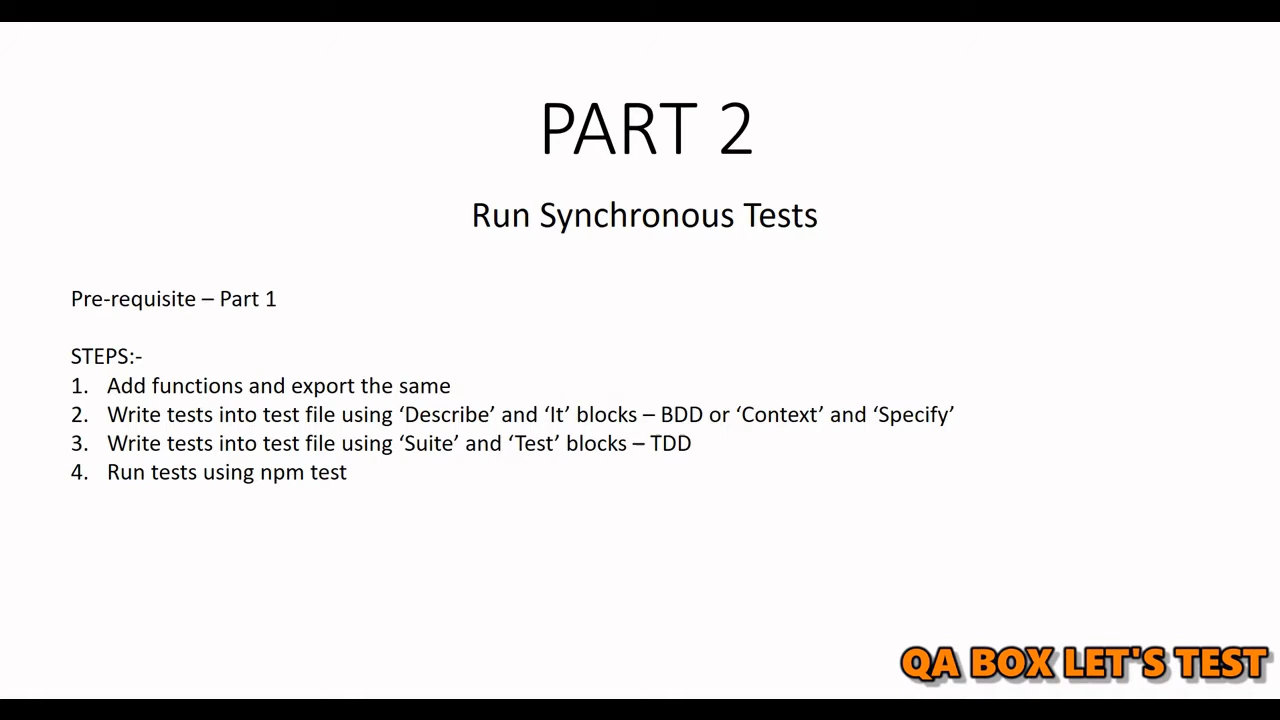 PART 2
Run Synchronous Tests
Pre-requisite – Part 1
STEPS:-
1. Add functions and export the same
2. Write tests into test file using ‘Describe’ and ‘It’ blocks – BDD or ‘Context’ and ‘Specify’
3. Write tests into test file using ‘Suite’ and ‘Test’ blocks – TDD
4. Run tests using npm test
QA BOX LET'S TEST